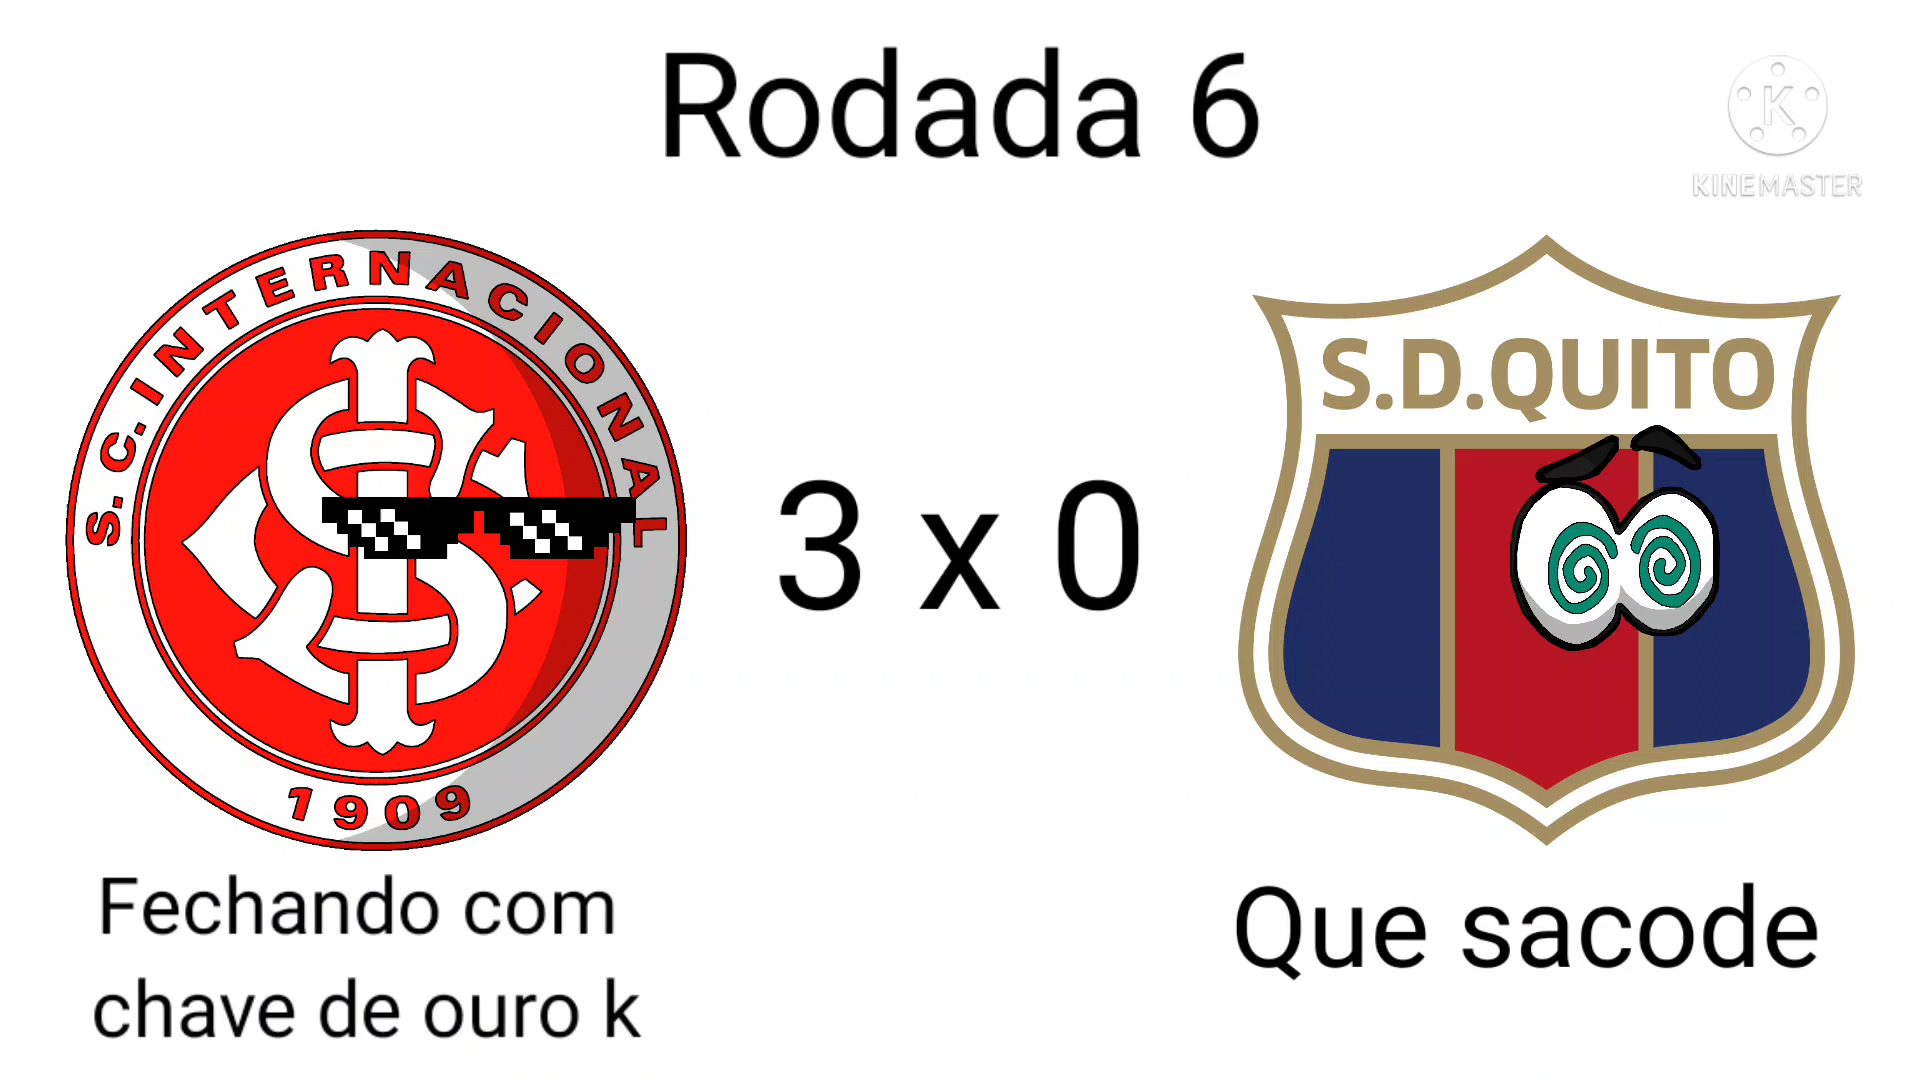 Rodada 6
KINEMASTER
S.C.INTERNACIONAL
1909
S.D.QUITO
3 x 0
Fechando com
chave de ouro k
Que sacode